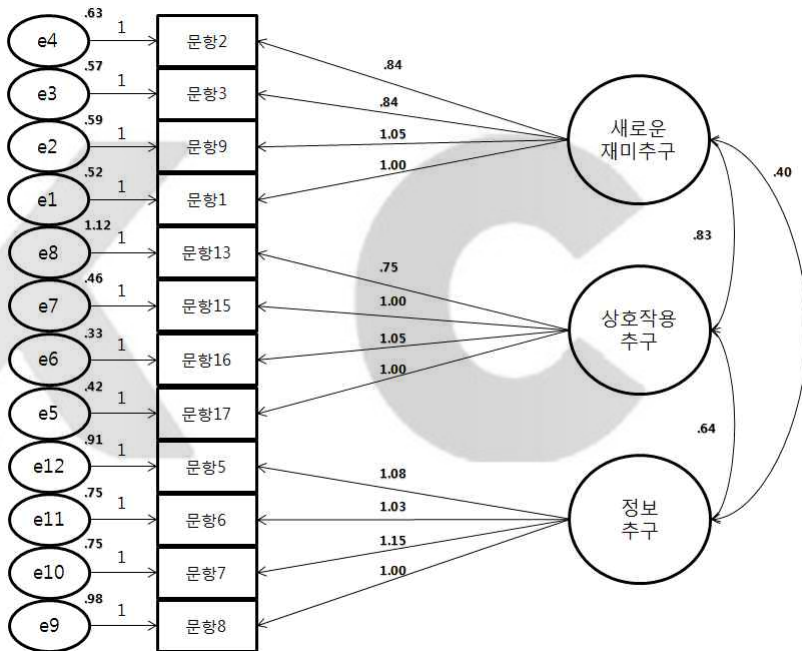 .63
e4 1 문항2
.57
e3 1 문항3
.59
e2 1 문항9
.52
e1 1 문항1
1.12
e8 1 문항13
.46
e7 1 문항15
.33
e6 1 문항16
.42
e5 1 문항17
.91
e12 1 문항5
.75
e11 1 문항6
.75
e10 1 문항7
.98
e9 1 문항8
.84
.84
1.05
1.00
.75
1.00
1.05
1.00
1.08
1.03
1.15
1.00
새로운
재미추구
상호작용
추구
정보
추구
.40
.83
.64